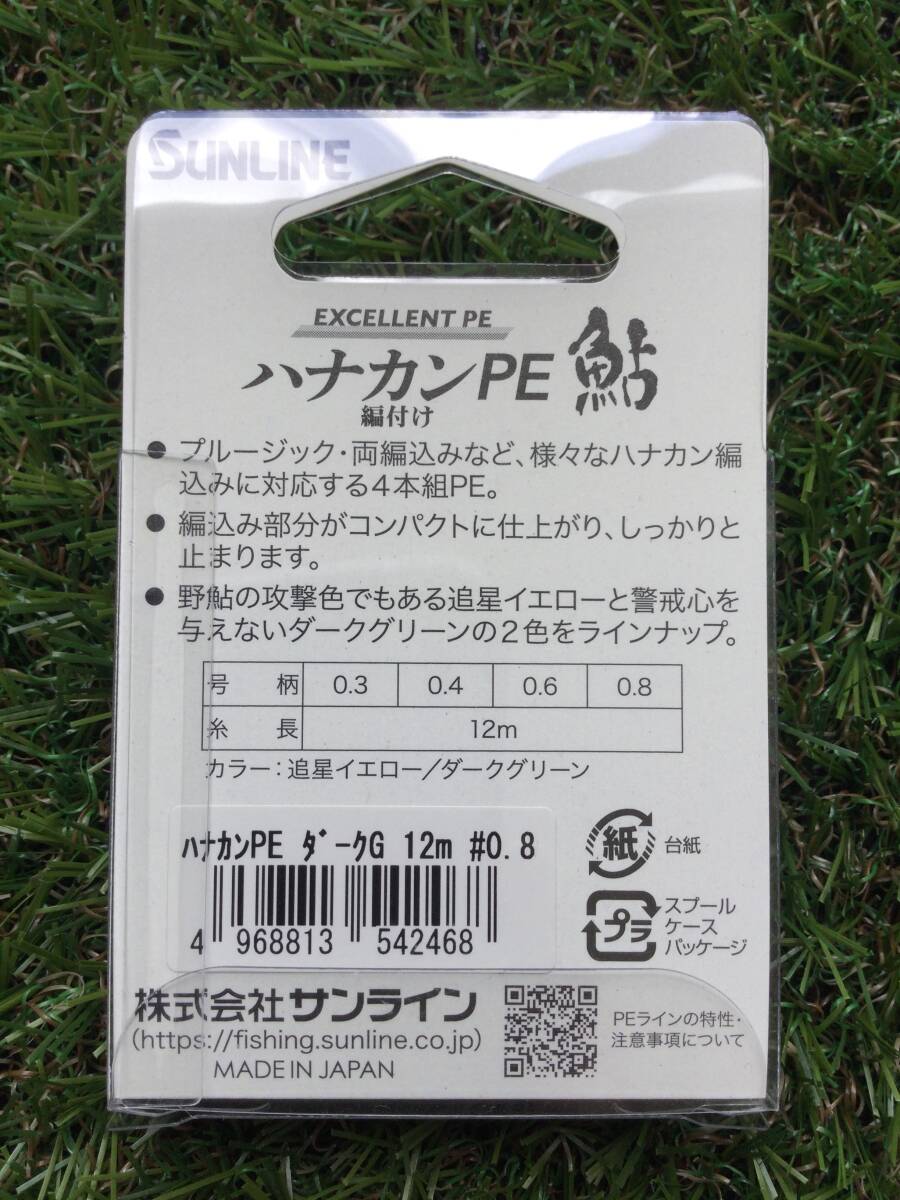 SUNLINE
EXCELLENT PE
ハナカンPE 鮎
編付け
● プルージック・両編込みなど、様々なハナカン編
込みに対応する4本組PE。
● 編込み部分がコンパクトに仕上がり、しっかりと
止まります。
● 野鮎の攻撃色でもある追星イエローと警戒心を
与えないダークグリーンの2色をラインナップ。
号柄 0.3 0.4 0.6 0.8
糸長 12m
カラー：追星イエロー/ダークグリーン
ﾊﾅｶﾝPE ﾀﾞｰｸG 12m #0.8
4 968813 542468
紙 台紙
プラ スプール
ケース
パッケージ
株式会社サンライン
(https://fishing.sunline.co.jp)
MADE IN JAPAN
PEラインの特性・
注意事項について